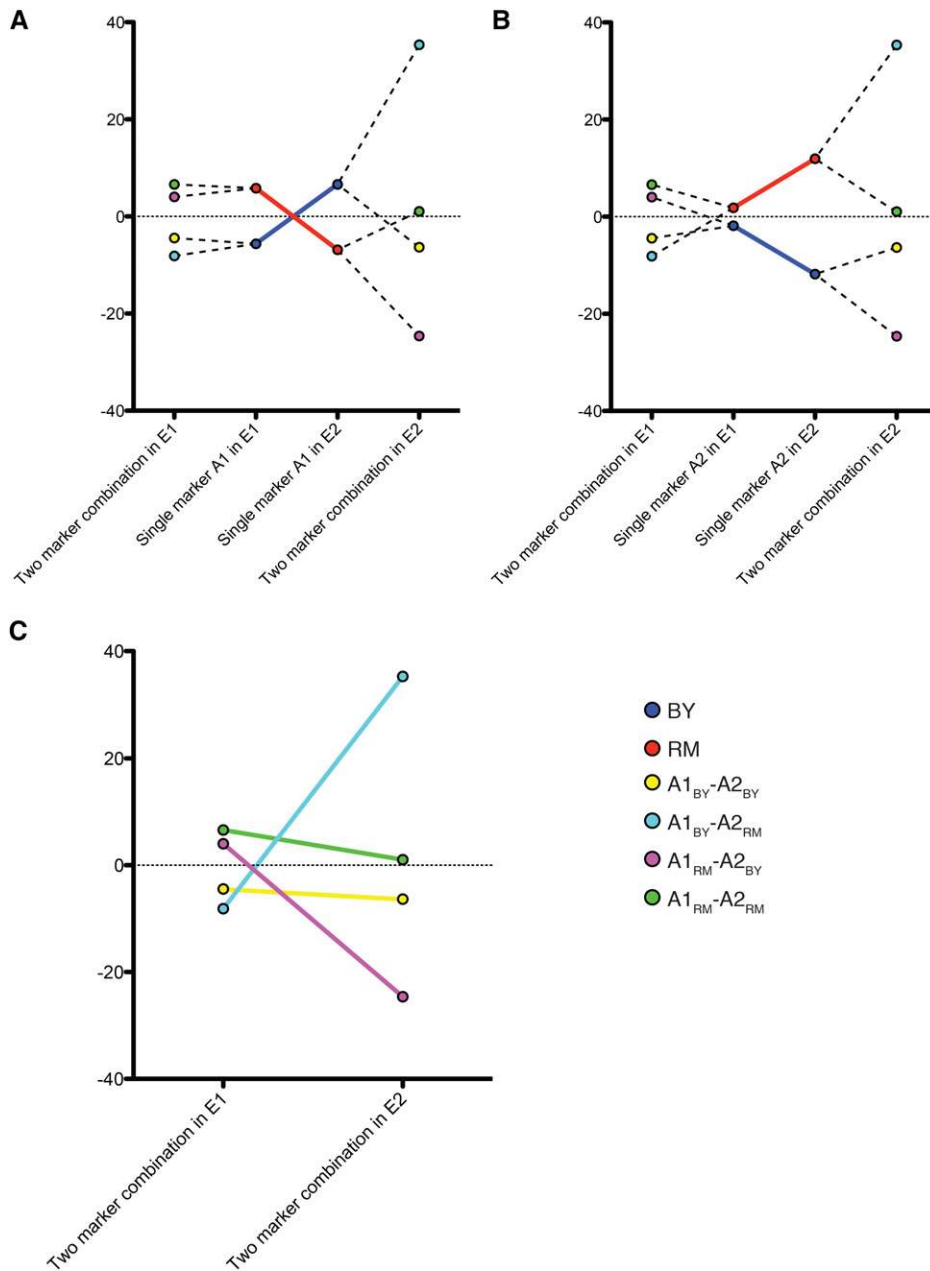 A
40
20
0
-20
-40
Two marker combination in E1
Single marker A1 in E1
Single marker A1 in E2
Two marker combination in E2
B
40
20
0
-20
-40
Two marker combination in E1
Single marker A2 in E1
Single marker A2 in E2
Two marker combination in E2
C
40
20
0
-20
-40
Two marker combination in E1
Two marker combination in E2
BY
RM
A1BY-A2BY
A1BY-A2RM
A1RM-A2BY
A1RM-A2RM